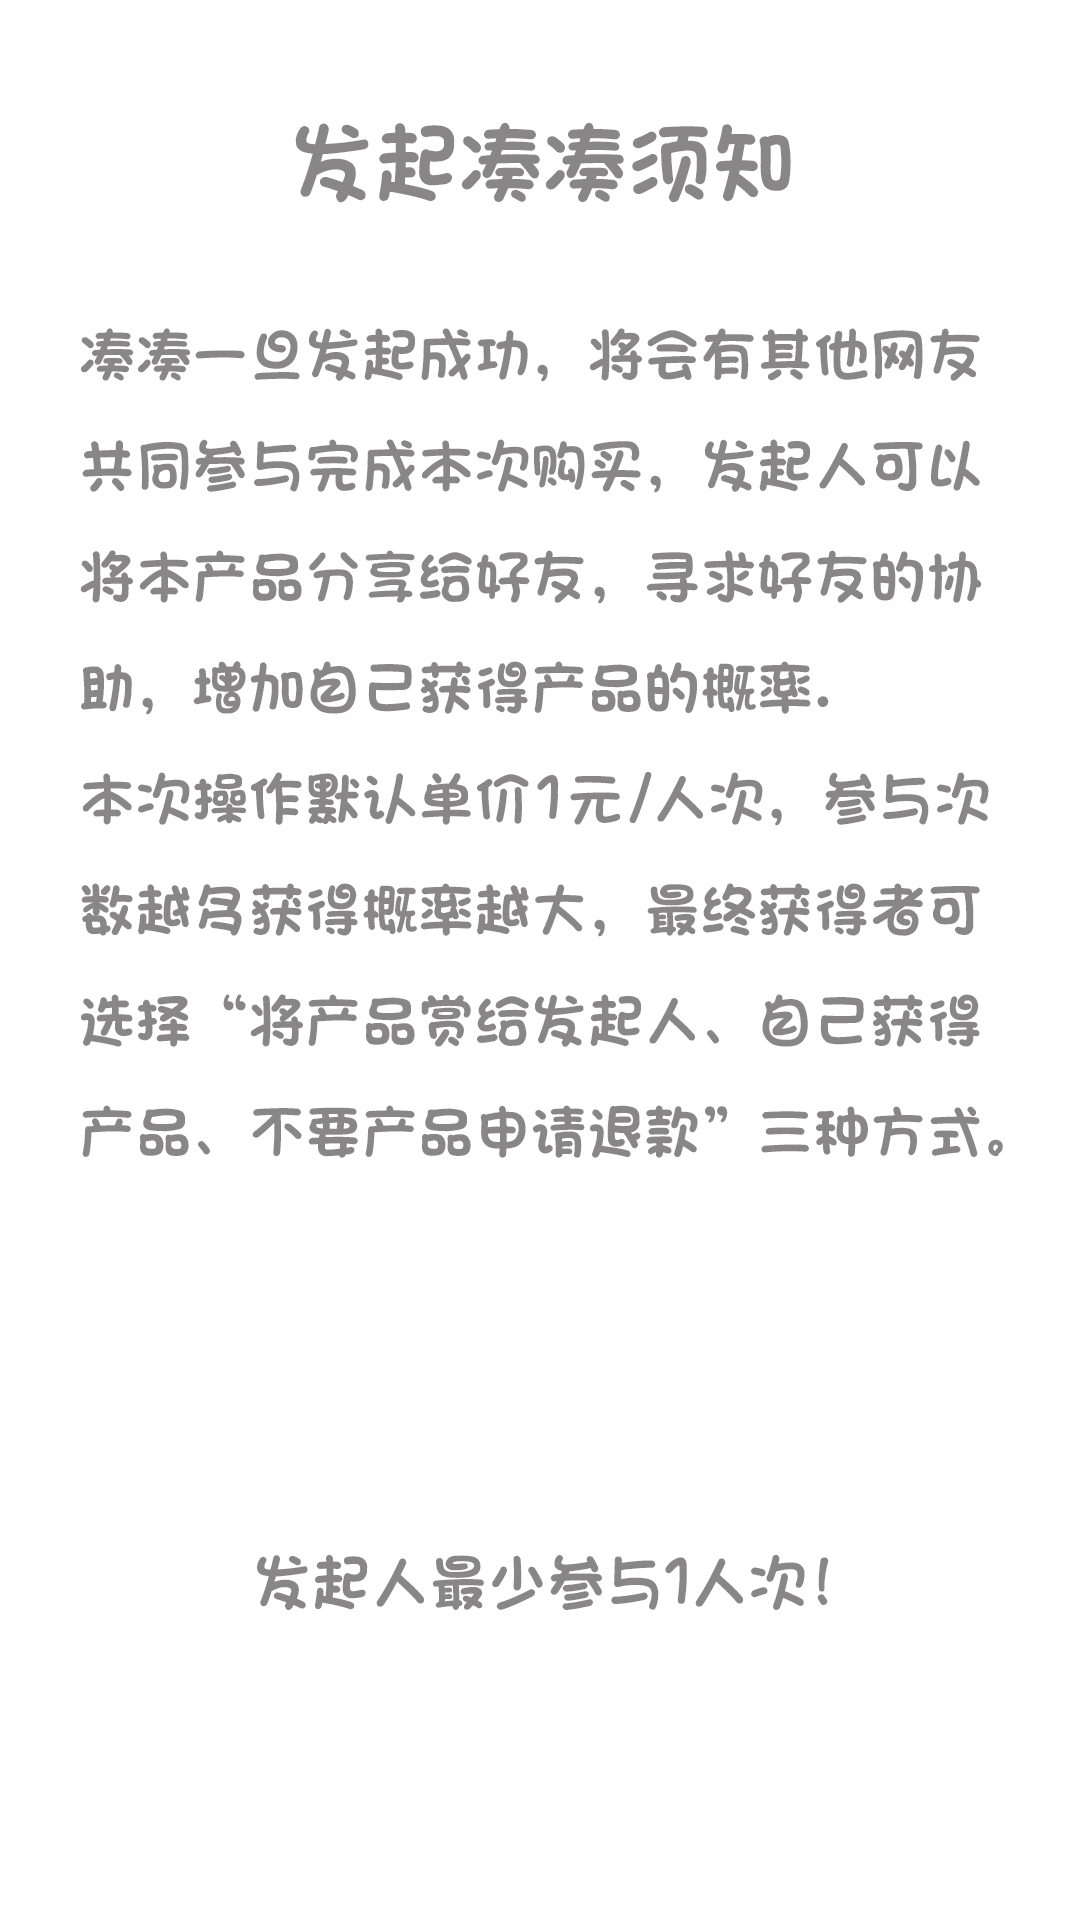 发起凑凑须知
凑凑一旦发起成功，将会有其他网友
共同参与完成本次购买，发起人可以
将本产品分享给好友，寻求好友的协
助，增加自己获得产品的概率.
本次操作默认单价1元/人次，参与次
数越多获得概率越大，最终获得者可
选择“将产品赏给发起人、自己获得
产品、不要产品申请退款”三种方式。
发起人最少参与1人次！